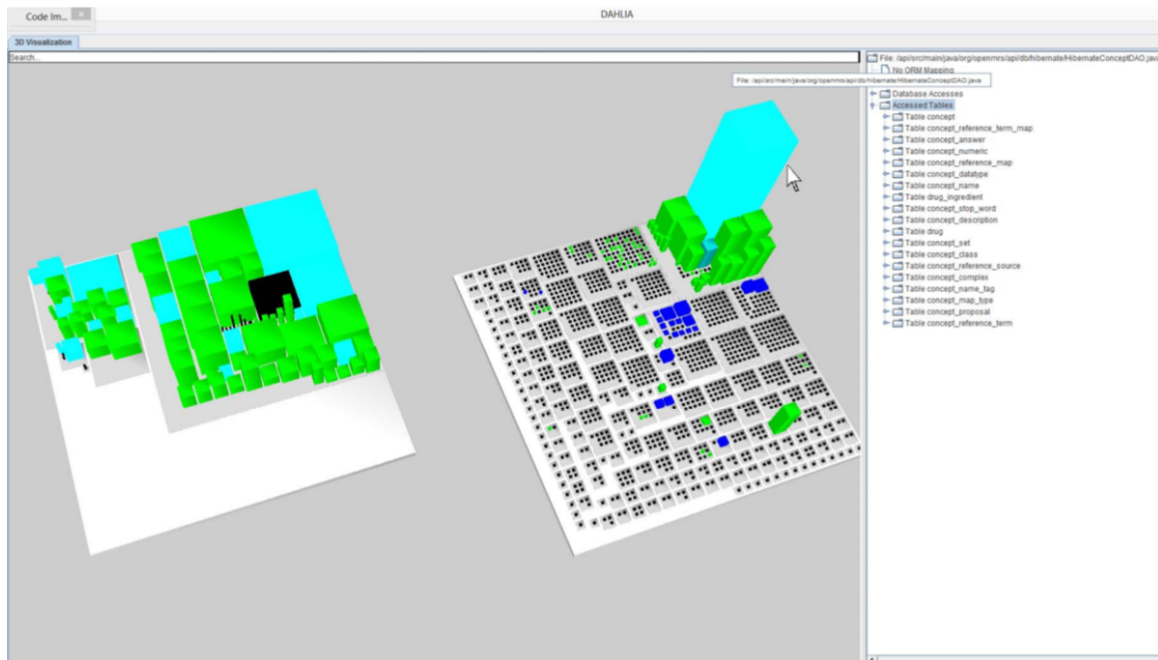 Code Im...
DAHLIA
3D Visualization
Search...
File: /api/src/main/java/org/openmrs/api/db/hibernate/HibernateConceptDAO.java
No ORM Mapping
File: /api/src/main/java/org/openmrs/api/db/hibernate/HibernateConceptDAO.java
Database Accesses
Accessed Tables
Table concept
Table concept_reference_term_map
Table concept_answer
Table concept_numeric
Table concept_reference_map
Table concept_datatype
Table concept_name
Table drug_ingredient
Table concept_stop_word
Table concept_description
Table drug
Table concept_set
Table concept_class
Table concept_reference_source
Table concept_complex
Table concept_name_tag
Table concept_map_type
Table concept_proposal
Table concept_reference_term